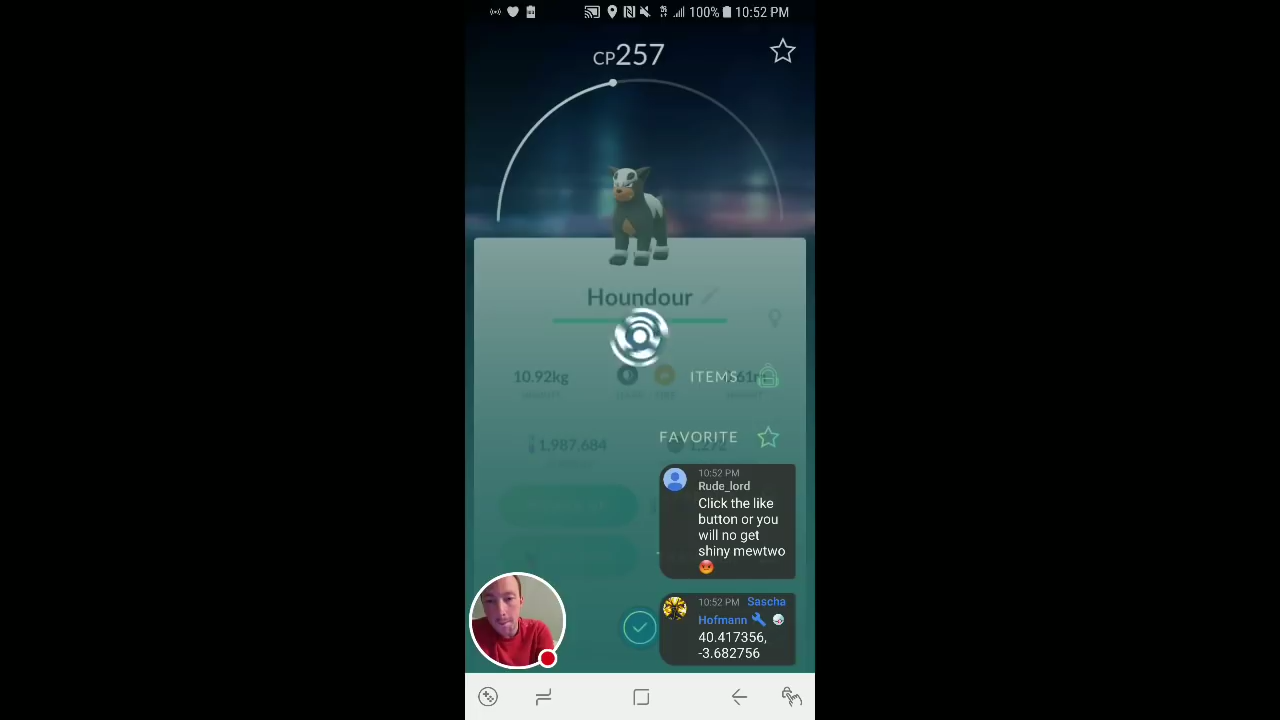 100% 10:52 PM
CP257
Houndour
10.92kg
ITEMS
FAVORITE
1,987,684
10:52 PM
Rude_lord
Click the like
button or you
will no get
shiny mewtwo
10:52 PM Sascha
Hofmann
40.417356,
-3.682756